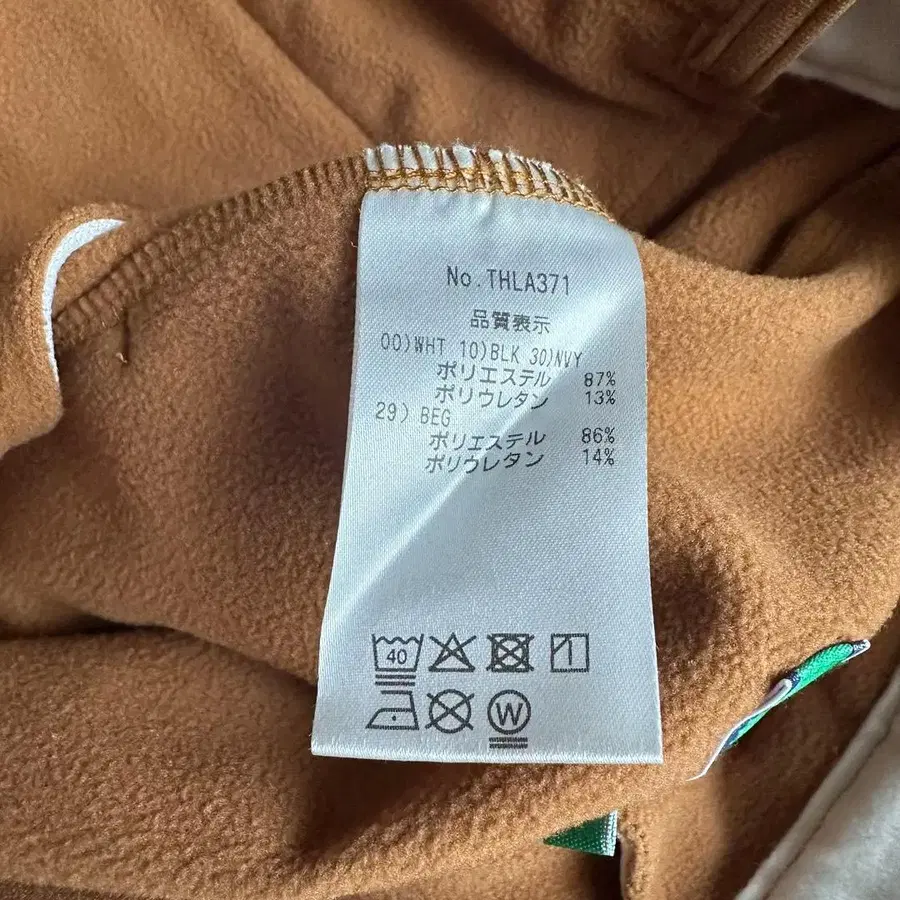 No.THLA371
品質表示
00)WHT 10)BLK 30)NVY
ポリエステル 87%
ポリウレタン 13%
29) BEG
ポリエステル 86%
ポリウレタン 14%
40
W